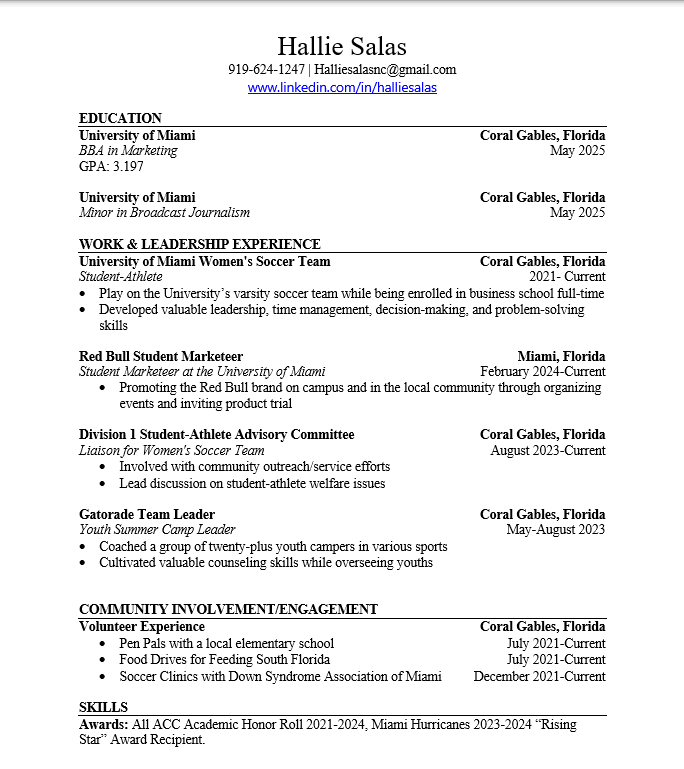 Hallie Salas
919-624-1247 | Halliesalasnc@gmail.com
www.linkedin.com/in/halliesalas
EDUCATION
University of Miami Coral Gables, Florida
BBA in Marketing May 2025
GPA: 3.197
University of Miami Coral Gables, Florida
Minor in Broadcast Journalism May 2025
WORK & LEADERSHIP EXPERIENCE
University of Miami Women's Soccer Team Coral Gables, Florida
Student-Athlete 2021- Current
• Play on the University's varsity soccer team while being enrolled in business school full-time
• Developed valuable leadership, time management, decision-making, and problem-solving
skills
Red Bull Student Marketeer Miami, Florida
Student Marketeer at the University of Miami February 2024-Current
• Promoting the Red Bull brand on campus and in the local community through organizing
events and inviting product trial
Division 1 Student-Athlete Advisory Committee Coral Gables, Florida
Liaison for Women's Soccer Team August 2023-Current
• Involved with community outreach/service efforts
• Lead discussion on student-athlete welfare issues
Gatorade Team Leader Coral Gables, Florida
Youth Summer Camp Leader May-August 2023
• Coached a group of twenty-plus youth campers in various sports
• Cultivated valuable counseling skills while overseeing youths
COMMUNITY INVOLVEMENT/ENGAGEMENT
Volunteer Experience Coral Gables, Florida
• Pen Pals with a local elementary school July 2021-Current
• Food Drives for Feeding South Florida July 2021-Current
• Soccer Clinics with Down Syndrome Association of Miami December 2021-Current
SKILLS
Awards: All ACC Academic Honor Roll 2021-2024, Miami Hurricanes 2023-2024 “Rising
Star” Award Recipient.